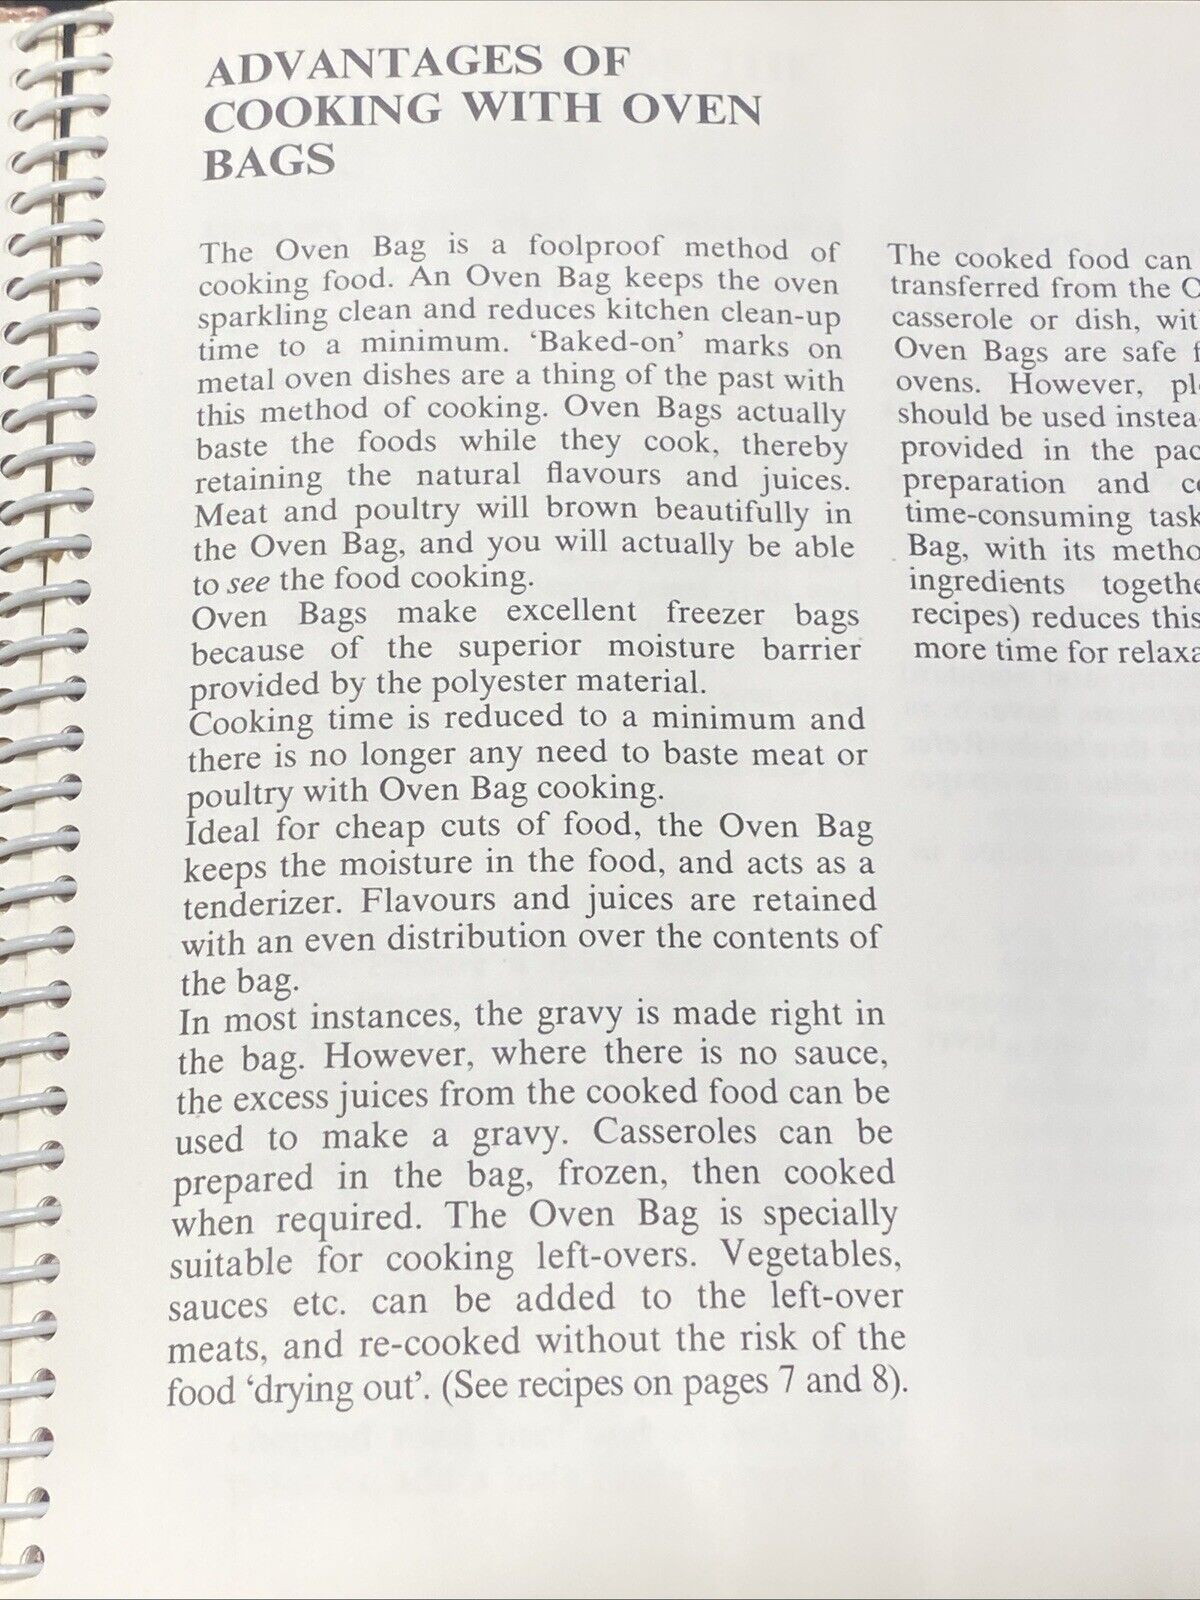 ADVANTAGES OF
COOKING WITH OVEN
BAGS
The Oven Bag is a foolproof method of
cooking food. An Oven Bag keeps the oven
sparkling clean and reduces kitchen clean-up
time to a minimum. ‘Baked-on’ marks on
metal oven dishes are a thing of the past with
this method of cooking. Oven Bags actually
baste the foods while they cook, thereby
retaining the natural flavours and juices.
Meat and poultry will brown beautifully in
the Oven Bag, and you will actually be able
to see the food cooking.
Oven Bags make excellent freezer bags
because of the superior moisture barrier
provided by the polyester material.
Cooking time is reduced to a minimum and
there is no longer any need to baste meat or
poultry with Oven Bag cooking.
Ideal for cheap cuts of food, the Oven Bag
keeps the moisture in the food, and acts as a
tenderizer. Flavours and juices are retained
with an even distribution over the contents of
the bag.
In most instances, the gravy is made right in
the bag. However, where there is no sauce,
the excess juices from the cooked food can be
used to make a gravy. Casseroles can be
prepared in the bag, frozen, then cooked
when required. The Oven Bag is specially
suitable for cooking left-overs. Vegetables,
sauces etc. can be added to the left-over
meats, and re-cooked without the risk of the
food ‘drying out’. (See recipes on pages 7 and 8).
The cooked food can
transferred from the
casserole or dish,
Oven Bags are safe
ovens. However,
should be used
provided in the
preparation and
time-consuming
Bag, with its
ingredients
recipes) reduces this
more time for